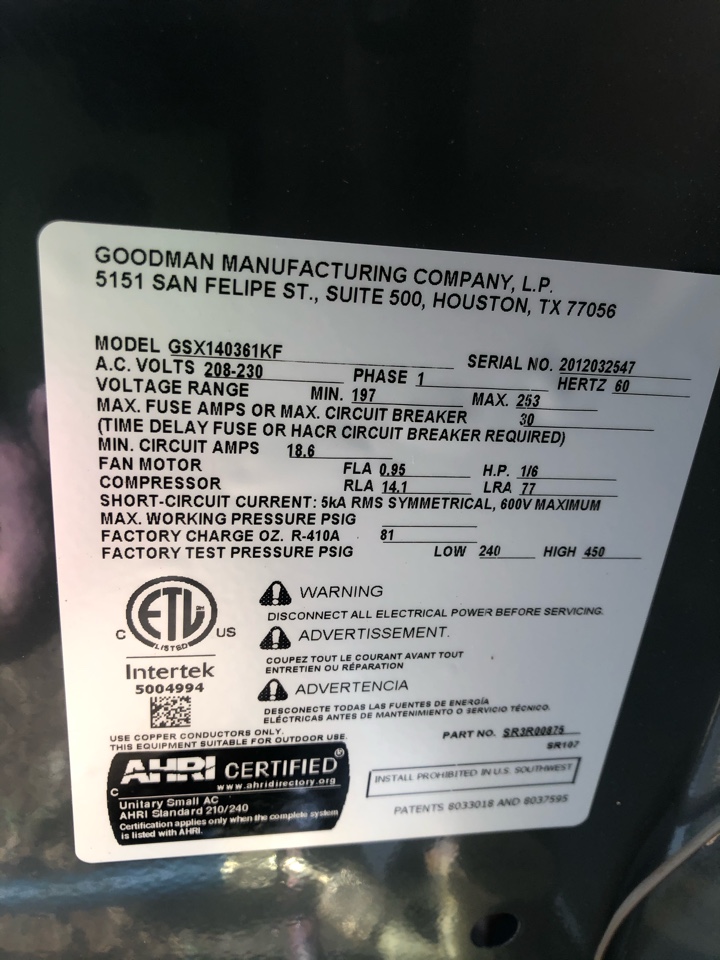 GOODMAN MANUFACTURING COMPANY, L.P.
5151 SAN FELIPE ST., SUITE 500, HOUSTON, TX 77056
MODEL GSX140361KF SERIAL NO. 2012032547
A.C. VOLTS 208-230 PHASE 1 HERTZ 60
VOLTAGE RANGE MIN. 197 MAX. 253
MAX. FUSE AMPS OR MAX. CIRCUIT BREAKER 30
(TIME DELAY FUSE OR HACR CIRCUIT BREAKER REQUIRED)
MIN. CIRCUIT AMPS 18.6
FAN MOTOR FLA 0.95 H.P. 1/6
COMPRESSOR RLA 14.1 LRA 77
SHORT-CIRCUIT CURRENT: 5kA RMS SYMMETRICAL, 600V MAXIMUM
MAX. WORKING PRESSURE PSIG
FACTORY CHARGE OZ. R-410A 81
FACTORY TEST PRESSURE PSIG LOW 240 HIGH 450
C ETL US
LISTED
Intertek
5004994
WARNING
DISCONNECT ALL ELECTRICAL POWER BEFORE SERVICING.
ADVERTISSEMENT.
COUPEZ TOUT LE COURANT AVANT TOUT
ENTRETIEN OU RÉPARATION
ADVERTENCIA
DESCONECTE TODAS LAS FUENTES DE ENERGÍA
ELÉCTRICAS ANTES DE MANTENIMIENTO O SERVICIO TÉCNICO.
USE COPPER CONDUCTORS ONLY.
THIS EQUIPMENT SUITABLE FOR OUTDOOR USE.
PART NO. SR3R00875
SR107
C AHRI CERTIFIED®
www.ahridirectory.org
Unitary Small AC
AHRI Standard 210/240
Certification applies only when the complete system
is listed with AHRI.
INSTALL PROHIBITED IN U.S. SOUTHWEST
PATENTS 8033018 AND 8037595